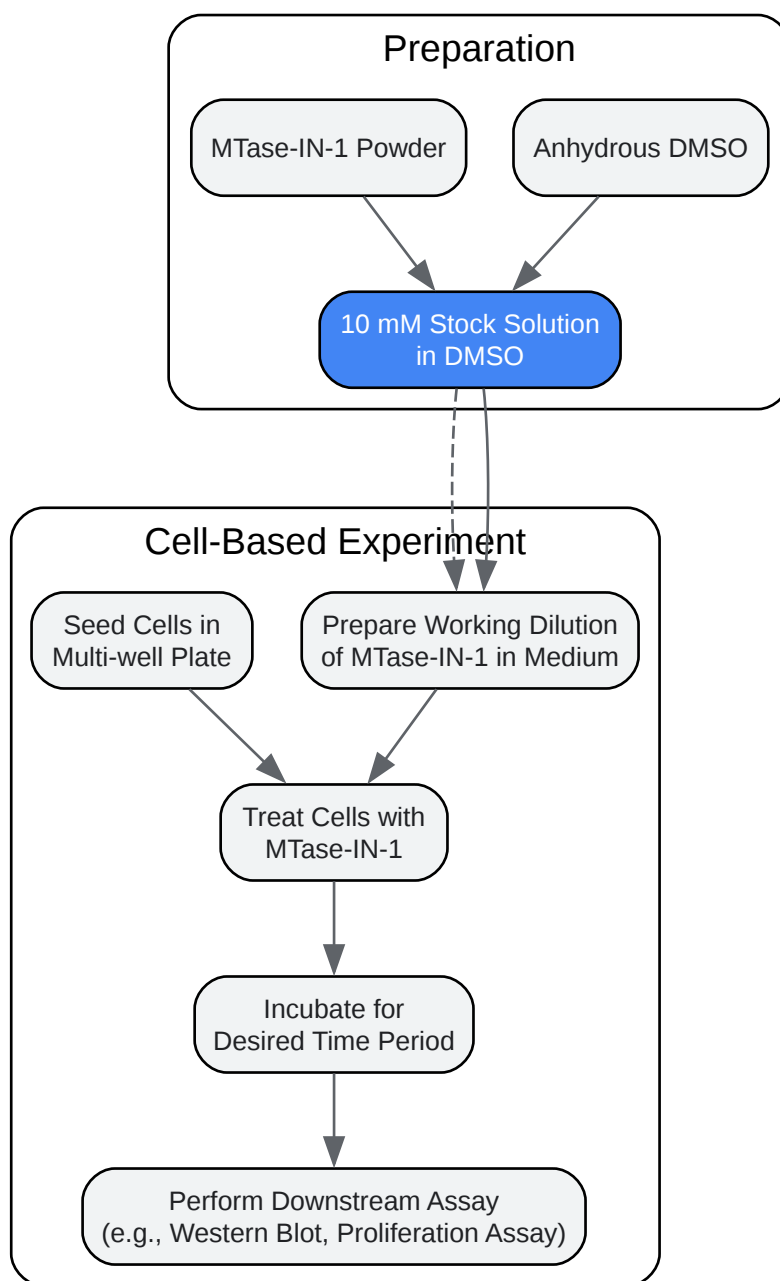 Preparation
MTase-IN-1 Powder
Anhydrous DMSO
10 mM Stock Solution
in DMSO
Cell-Based Experiment
Seed Cells in
Multi-well Plate
Prepare Working Dilution
of MTase-IN-1 in Medium
Treat Cells with
MTase-IN-1
Incubate for
Desired Time Period
Perform Downstream Assay
(e.g., Western Blot, Proliferation Assay)